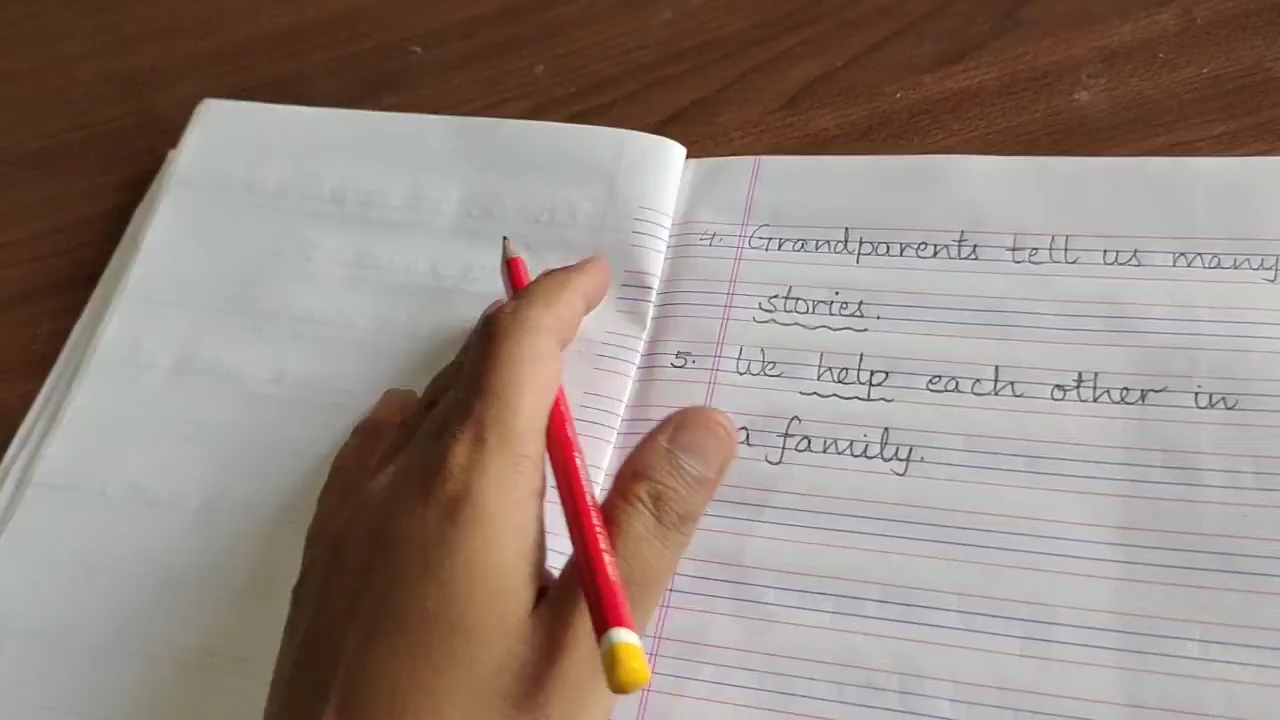 4. Grandparents tell us many
stories.
5. We help each other in
a family.